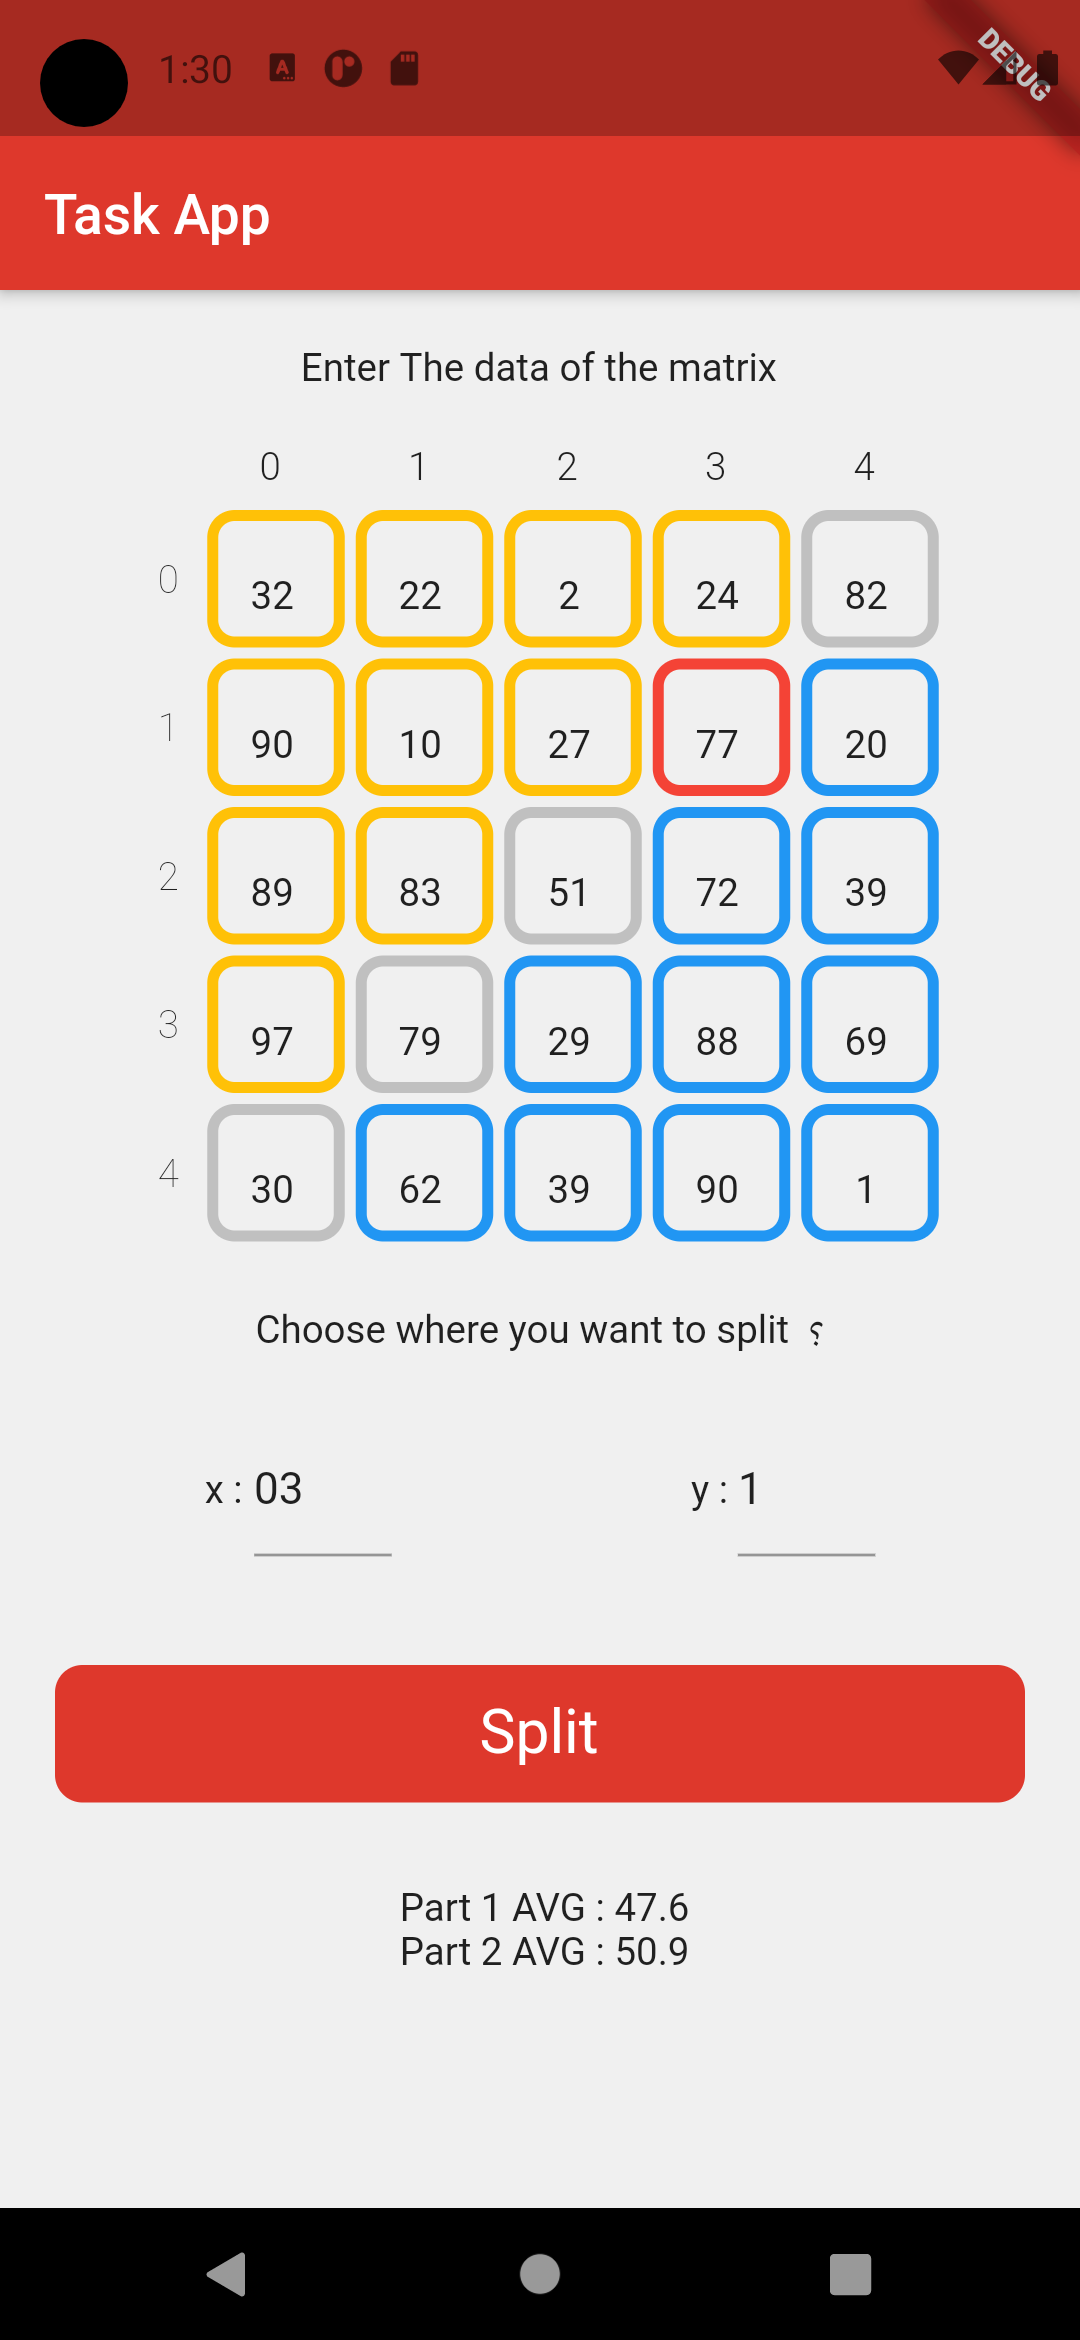 1:30
DEBUG
Task App
Enter The data of the matrix
0 1 2 3 4
0 32 22 2 24 82
1 90 10 27 77 20
2 89 83 51 72 39
3 97 79 29 88 69
4 30 62 39 90 1
Choose where you want to split ؟
x : 03 y : 1
Split
Part 1 AVG : 47.6
Part 2 AVG : 50.9